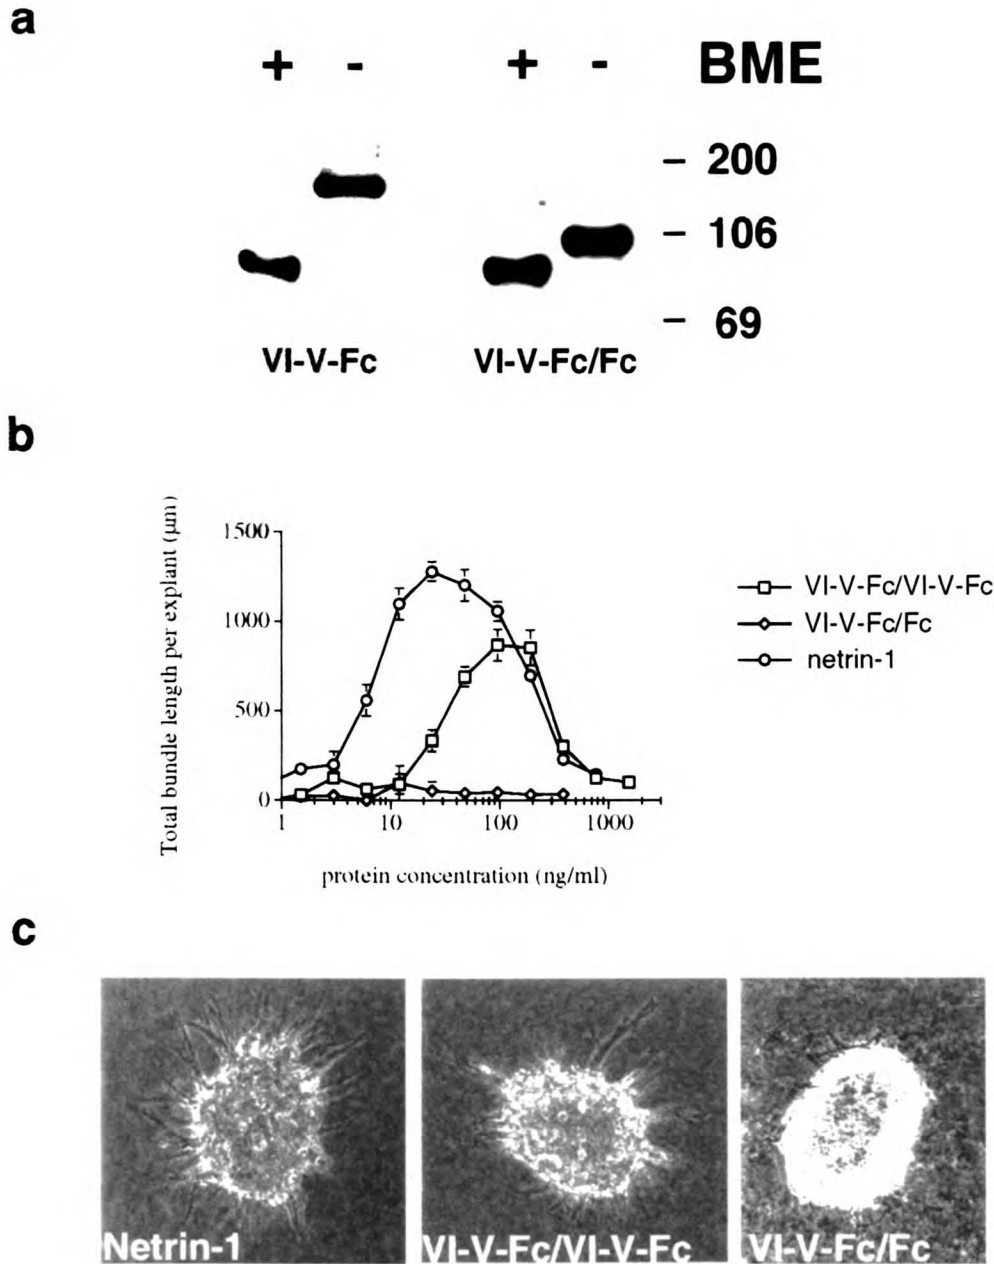 a
+ - + - BME
– 200
– 106
– 69
VI-V-Fc VI-V-Fc/Fc
b
Total bundle length per explant (µm)
1500
1000
500
0
1 10 100 1000
protein concentration (ng/ml)
VI-V-Fc/VI-V-Fc
VI-V-Fc/Fc
netrin-1
c
Netrin-1 VI-V-Fc/VI-V-Fc VI-V-Fc/Fc